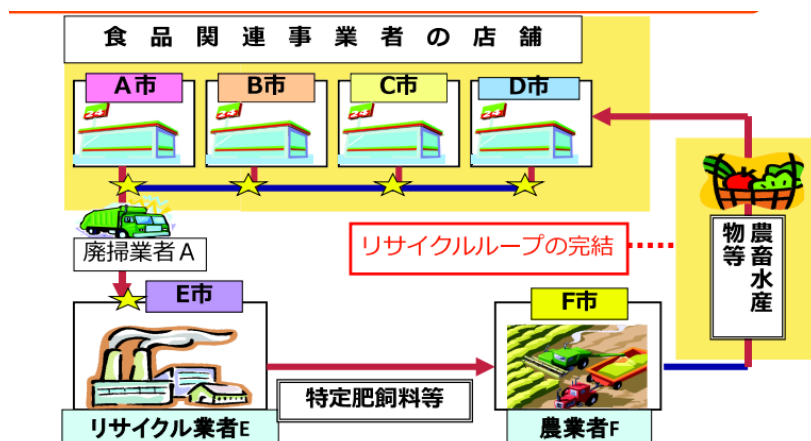 食品関連事業者の店舗
A市
B市
C市
D市
廃掃業者A
リサイクルループの完結
農畜水産
物等
E市
F市
特定肥飼料等
リサイクル業者E
農業者F